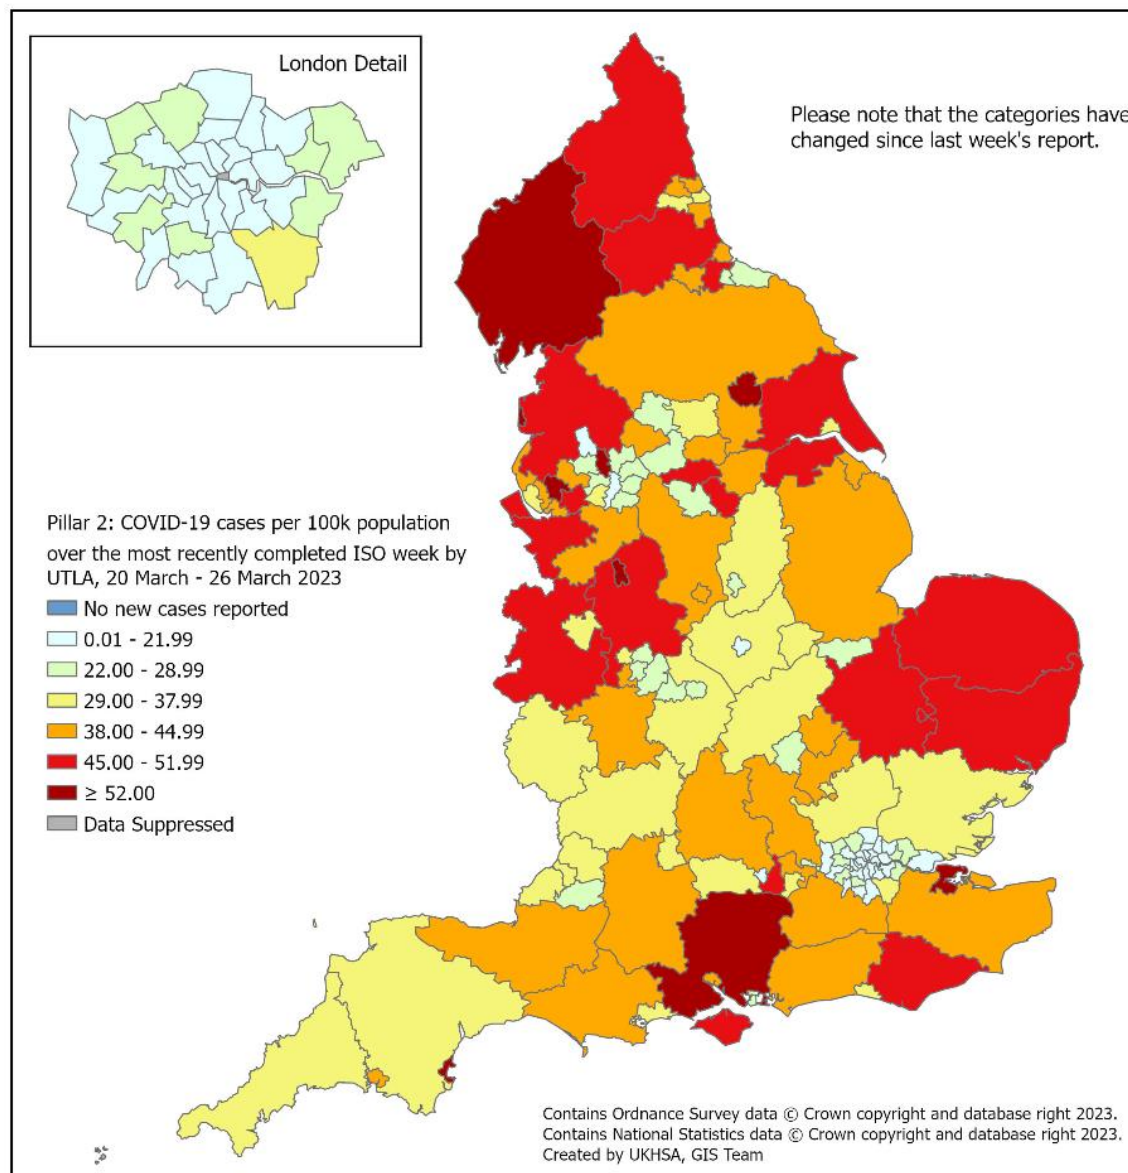 London Detail
Please note that the categories have
changed since last week's report.
Pillar 2: COVID-19 cases per 100k population
over the most recently completed ISO week by
UTLA, 20 March - 26 March 2023
No new cases reported
0.01 - 21.99
22.00 - 28.99
29.00 - 37.99
38.00 - 44.99
45.00 - 51.99
≥ 52.00
Data Suppressed
Contains Ordnance Survey data © Crown copyright and database right 2023.
Contains National Statistics data © Crown copyright and database right 2023.
Created by UKHSA, GIS Team